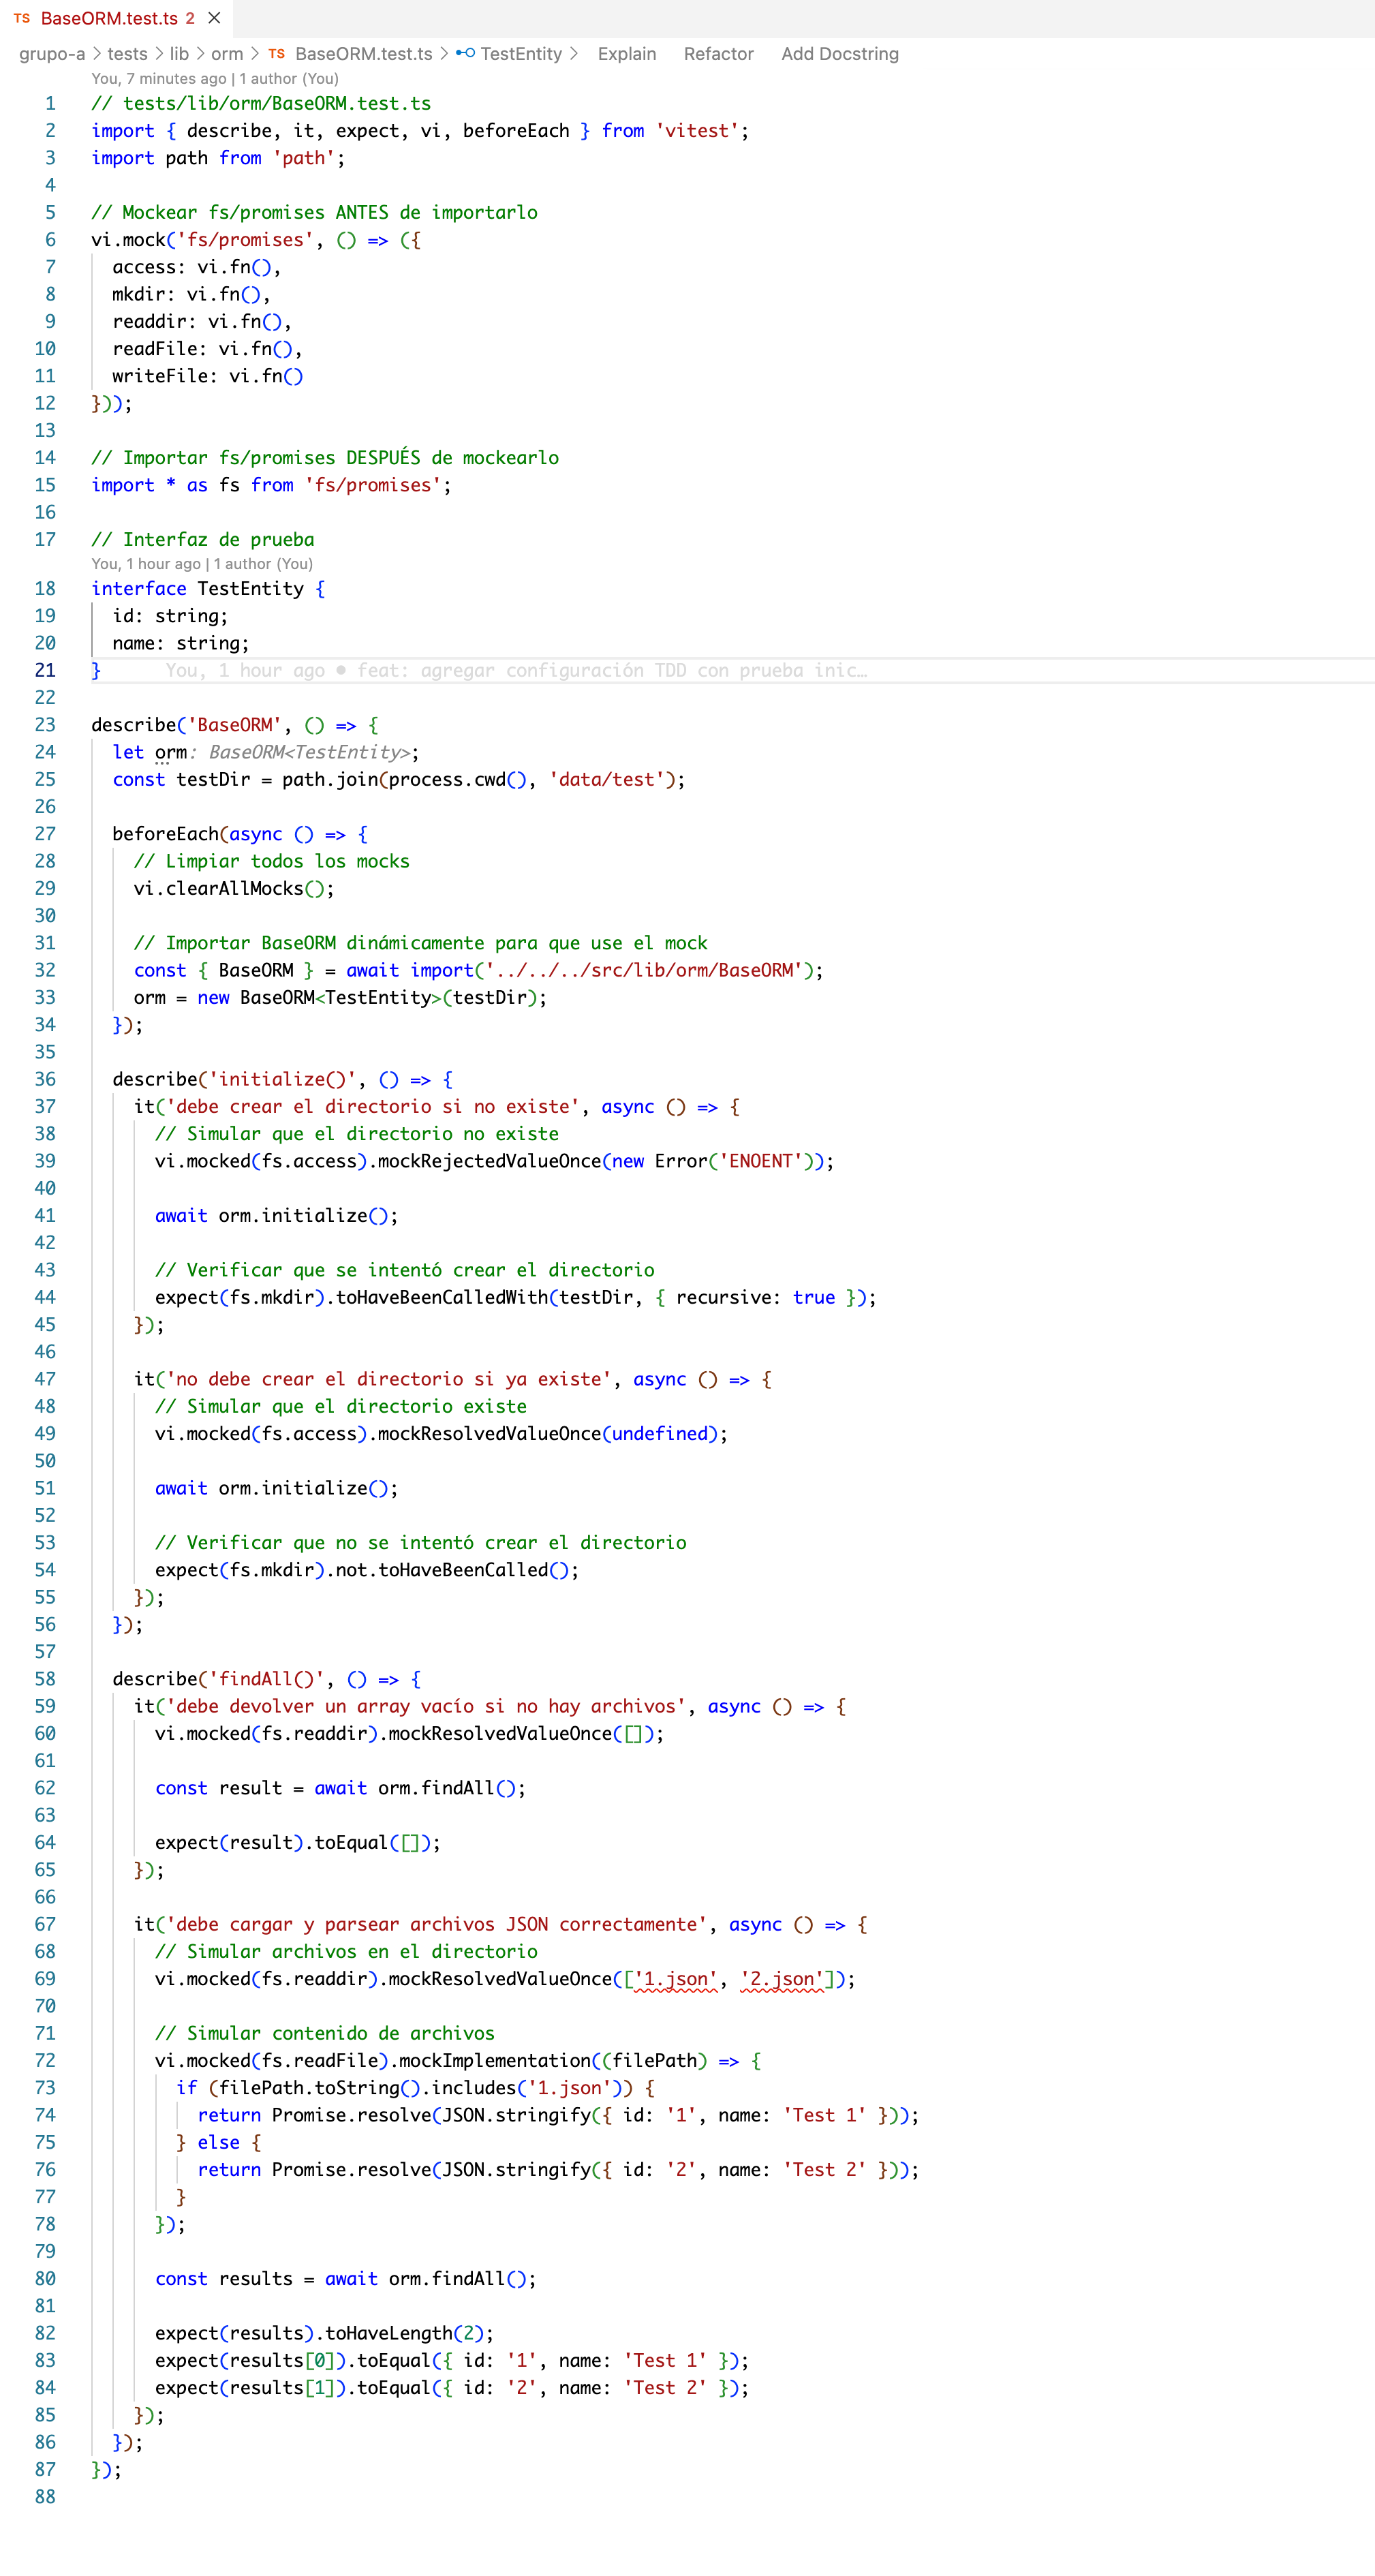 TS BaseORM.test.ts 2 ×
grupo-a > tests > lib > orm > TS BaseORM.test.ts > TestEntity > Explain Refactor Add Docstring
You, 7 minutes ago | 1 author (You)
1 // tests/lib/orm/BaseORM.test.ts
2 import { describe, it, expect, vi, beforeEach } from 'vitest';
3 import path from 'path';
4
5 // Mockear fs/promises ANTES de importarlo
6 vi.mock('fs/promises', () => ({
7   access: vi.fn(),
8   mkdir: vi.fn(),
9   readdir: vi.fn(),
10   readFile: vi.fn(),
11   writeFile: vi.fn()
12 }));
13
14 // Importar fs/promises DESPUÉS de mockearlo
15 import * as fs from 'fs/promises';
16
17 // Interfaz de prueba
You, 1 hour ago | 1 author (You)
18 interface TestEntity {
19   id: string;
20   name: string;
21 } You, 1 hour ago • feat: agregar configuración TDD con prueba inic…
22
23 describe('BaseORM', () => {
24   let orm: BaseORM<TestEntity>;
25   const testDir = path.join(process.cwd(), 'data/test');
26
27   beforeEach(async () => {
28     // Limpiar todos los mocks
29     vi.clearAllMocks();
30
31     // Importar BaseORM dinámicamente para que use el mock
32     const { BaseORM } = await import('../../../src/lib/orm/BaseORM');
33     orm = new BaseORM<TestEntity>(testDir);
34   });
35
36   describe('initialize()', () => {
37     it('debe crear el directorio si no existe', async () => {
38       // Simular que el directorio no existe
39       vi.mocked(fs.access).mockRejectedValueOnce(new Error('ENOENT'));
40
41       await orm.initialize();
42
43       // Verificar que se intentó crear el directorio
44       expect(fs.mkdir).toHaveBeenCalledWith(testDir, { recursive: true });
45     });
46
47     it('no debe crear el directorio si ya existe', async () => {
48       // Simular que el directorio existe
49       vi.mocked(fs.access).mockResolvedValueOnce(undefined);
50
51       await orm.initialize();
52
53       // Verificar que no se intentó crear el directorio
54       expect(fs.mkdir).not.toHaveBeenCalled();
55     });
56   });
57
58   describe('findAll()', () => {
59     it('debe devolver un array vacío si no hay archivos', async () => {
60       vi.mocked(fs.readdir).mockResolvedValueOnce([]);
61
62       const result = await orm.findAll();
63
64       expect(result).toEqual([]);
65     });
66
67     it('debe cargar y parsear archivos JSON correctamente', async () => {
68       // Simular archivos en el directorio
69       vi.mocked(fs.readdir).mockResolvedValueOnce(['1.json', '2.json']);
70
71       // Simular contenido de archivos
72       vi.mocked(fs.readFile).mockImplementation((filePath) => {
73         if (filePath.toString().includes('1.json')) {
74           return Promise.resolve(JSON.stringify({ id: '1', name: 'Test 1' }));
75         } else {
76           return Promise.resolve(JSON.stringify({ id: '2', name: 'Test 2' }));
77         }
78       });
79
80       const results = await orm.findAll();
81
82       expect(results).toHaveLength(2);
83       expect(results[0]).toEqual({ id: '1', name: 'Test 1' });
84       expect(results[1]).toEqual({ id: '2', name: 'Test 2' });
85     });
86   });
87 });
88